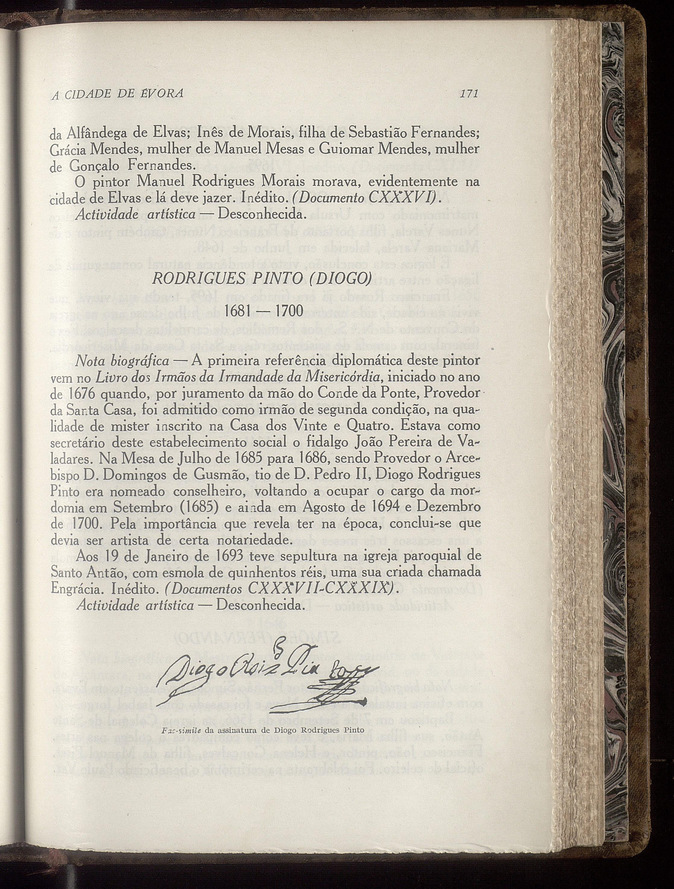 A CIDADE DE ÉVORA 171
da Alfândega de Elvas; Inês de Morais, filha de Sebastião Fernandes;
Grácia Mendes, mulher de Manuel Mesas e Guiomar Mendes, mulher
de Gonçalo Fernandes.
O pintor Manuel Rodrigues Morais morava, evidentemente na
cidade de Elvas e lá deve jazer. Inédito. (Documento CXXXVI).
Actividade artística — Desconhecida.
RODRIGUES PINTO (DIOGO)
1681 — 1700
Nota biográfica — A primeira referência diplomática deste pintor
vem no Livro dos Irmãos da Irmandade da Misericórdia, iniciado no ano
de 1676 quando, por juramento da mão do Conde da Ponte, Provedor
da Santa Casa, foi admitido como irmão de segunda condição, na qua-
lidade de mister inscrito na Casa dos Vinte e Quatro. Estava como
secretário deste estabelecimento social o fidalgo João Pereira de Va-
ladares. Na Mesa de Julho de 1685 para 1686, sendo Provedor o Arce-
bispo D. Domingos de Gusmão, tio de D. Pedro II, Diogo Rodrigues
Pinto era nomeado conselheiro, voltando a ocupar o cargo da mor-
domia em Setembro (1685) e ainda em Agosto de 1694 e Dezembro
de 1700. Pela importância que revela ter na época, conclui-se que
devia ser artista de certa notariedade.
Aos 19 de Janeiro de 1693 teve sepultura na igreja paroquial de
Santo Antão, com esmola de quinhentos réis, uma sua criada chamada
Engrácia. Inédito. (Documentos CXXXVII-CXXXIX).
Actividade artística — Desconhecida.
Diogo
Fac-simile da assinatura de Diogo Rodrigues Pinto